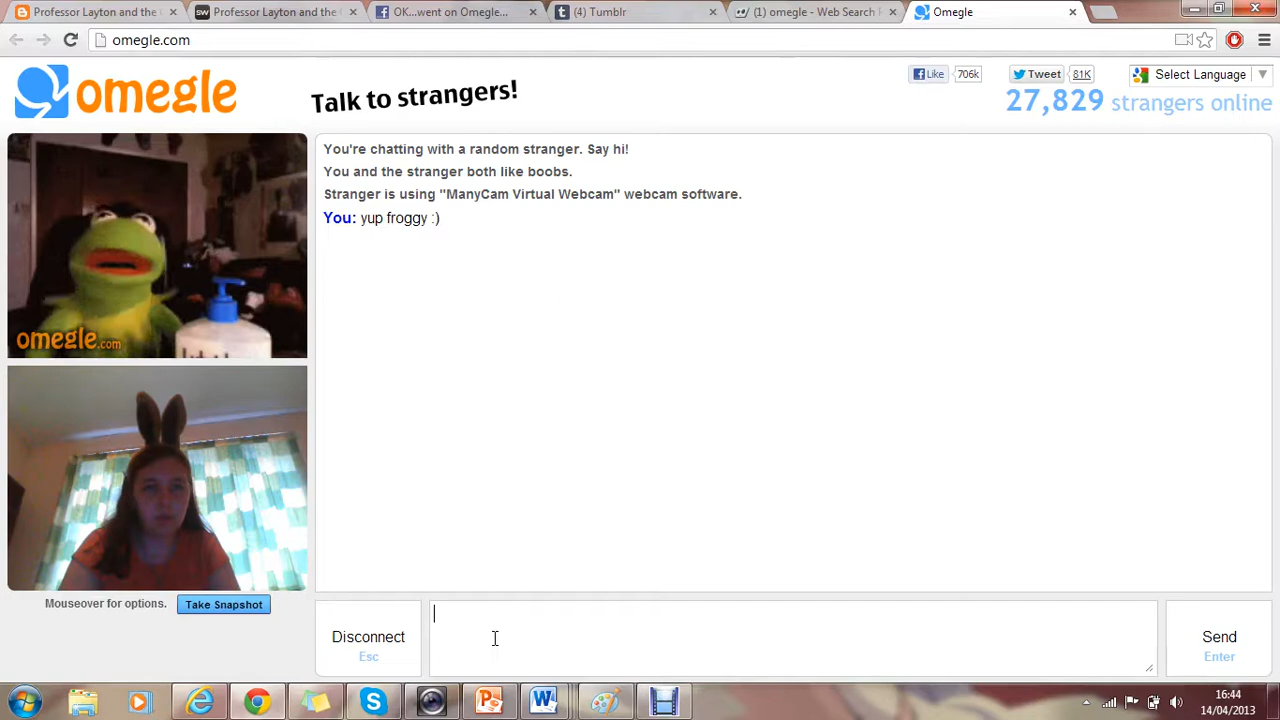 Professor Layton and the
Professor Layton and the
OK...went on Omegle...
(4) Tumblr
(1) omegle - Web Search
Omegle
omegle.com
omegle
Talk to strangers!
Like 706k
Tweet 81K
Select Language
27,829 strangers online
You're chatting with a random stranger. Say hi!
You and the stranger both like boobs.
Stranger is using "ManyCam Virtual Webcam" webcam software.
You: yup froggy :)
omegle.com
Mouseover for options. Take Snapshot
Disconnect
Esc
Send
Enter
16:44
14/04/2013